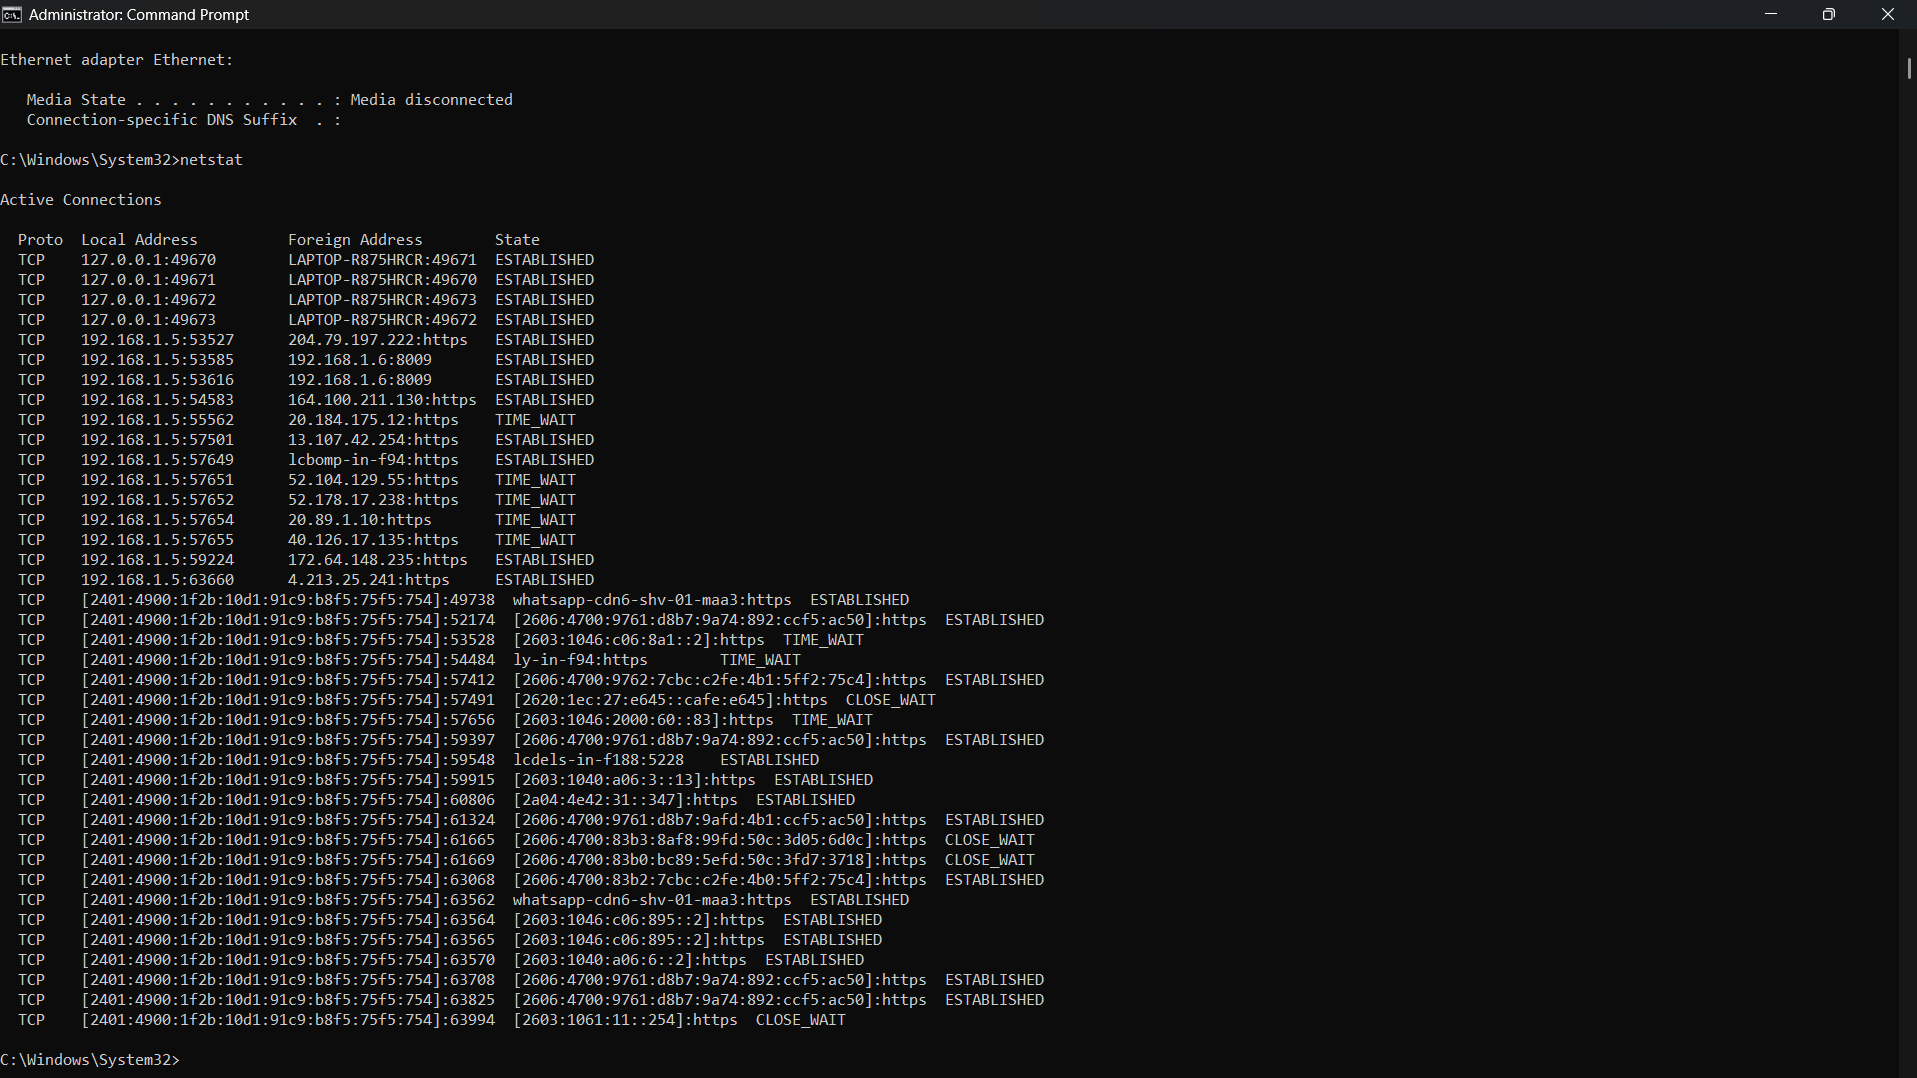 Administrator: Command Prompt
Ethernet adapter Ethernet:
Media State . . . . . . . . . . . : Media disconnected
Connection-specific DNS Suffix  . :
C:\Windows\System32>netstat
Active Connections
Proto  Local Address          Foreign Address        State
TCP    127.0.0.1:49670        LAPTOP-R875HRCR:49671  ESTABLISHED
TCP    127.0.0.1:49671        LAPTOP-R875HRCR:49670  ESTABLISHED
TCP    127.0.0.1:49672        LAPTOP-R875HRCR:49673  ESTABLISHED
TCP    127.0.0.1:49673        LAPTOP-R875HRCR:49672  ESTABLISHED
TCP    192.168.1.5:53527      204.79.197.222:https   ESTABLISHED
TCP    192.168.1.5:53585      192.168.1.6:8009       ESTABLISHED
TCP    192.168.1.5:53616      192.168.1.6:8009       ESTABLISHED
TCP    192.168.1.5:54583      164.100.211.130:https  ESTABLISHED
TCP    192.168.1.5:55562      20.184.175.12:https    TIME_WAIT
TCP    192.168.1.5:57501      13.107.42.254:https    ESTABLISHED
TCP    192.168.1.5:57649      lcbomp-in-f94:https    ESTABLISHED
TCP    192.168.1.5:57651      52.104.129.55:https    TIME_WAIT
TCP    192.168.1.5:57652      52.178.17.238:https    TIME_WAIT
TCP    192.168.1.5:57654      20.89.1.10:https       TIME_WAIT
TCP    192.168.1.5:57655      40.126.17.135:https    TIME_WAIT
TCP    192.168.1.5:59224      172.64.148.235:https   ESTABLISHED
TCP    192.168.1.5:63660      4.213.25.241:https     ESTABLISHED
TCP    [2401:4900:1f2b:10d1:91c9:b8f5:75f5:754]:49738  whatsapp-cdn6-shv-01-maa3:https  ESTABLISHED
TCP    [2401:4900:1f2b:10d1:91c9:b8f5:75f5:754]:52174  [2606:4700:9761:d8b7:9a74:892:ccf5:ac50]:https  ESTABLISHED
TCP    [2401:4900:1f2b:10d1:91c9:b8f5:75f5:754]:53528  [2603:1046:c06:8a1::2]:https  TIME_WAIT
TCP    [2401:4900:1f2b:10d1:91c9:b8f5:75f5:754]:54484  ly-in-f94:https        TIME_WAIT
TCP    [2401:4900:1f2b:10d1:91c9:b8f5:75f5:754]:57412  [2606:4700:9762:7cbc:c2fe:4b1:5ff2:75c4]:https  ESTABLISHED
TCP    [2401:4900:1f2b:10d1:91c9:b8f5:75f5:754]:57491  [2620:1ec:27:e645::cafe:e645]:https  CLOSE_WAIT
TCP    [2401:4900:1f2b:10d1:91c9:b8f5:75f5:754]:57656  [2603:1046:2000:60::83]:https  TIME_WAIT
TCP    [2401:4900:1f2b:10d1:91c9:b8f5:75f5:754]:59397  [2606:4700:9761:d8b7:9a74:892:ccf5:ac50]:https  ESTABLISHED
TCP    [2401:4900:1f2b:10d1:91c9:b8f5:75f5:754]:59548  lcdels-in-f188:5228    ESTABLISHED
TCP    [2401:4900:1f2b:10d1:91c9:b8f5:75f5:754]:59915  [2603:1040:a06:3::13]:https  ESTABLISHED
TCP    [2401:4900:1f2b:10d1:91c9:b8f5:75f5:754]:60806  [2a04:4e42:31::347]:https  ESTABLISHED
TCP    [2401:4900:1f2b:10d1:91c9:b8f5:75f5:754]:61324  [2606:4700:9761:d8b7:9afd:4b1:ccf5:ac50]:https  ESTABLISHED
TCP    [2401:4900:1f2b:10d1:91c9:b8f5:75f5:754]:61665  [2606:4700:83b3:8af8:99fd:50c:3d05:6d0c]:https  CLOSE_WAIT
TCP    [2401:4900:1f2b:10d1:91c9:b8f5:75f5:754]:61669  [2606:4700:83b0:bc89:5efd:50c:3fd7:3718]:https  CLOSE_WAIT
TCP    [2401:4900:1f2b:10d1:91c9:b8f5:75f5:754]:63068  [2606:4700:83b2:7cbc:c2fe:4b0:5ff2:75c4]:https  ESTABLISHED
TCP    [2401:4900:1f2b:10d1:91c9:b8f5:75f5:754]:63562  whatsapp-cdn6-shv-01-maa3:https  ESTABLISHED
TCP    [2401:4900:1f2b:10d1:91c9:b8f5:75f5:754]:63564  [2603:1046:c06:895::2]:https  ESTABLISHED
TCP    [2401:4900:1f2b:10d1:91c9:b8f5:75f5:754]:63565  [2603:1046:c06:895::2]:https  ESTABLISHED
TCP    [2401:4900:1f2b:10d1:91c9:b8f5:75f5:754]:63570  [2603:1040:a06:6::2]:https  ESTABLISHED
TCP    [2401:4900:1f2b:10d1:91c9:b8f5:75f5:754]:63708  [2606:4700:9761:d8b7:9a74:892:ccf5:ac50]:https  ESTABLISHED
TCP    [2401:4900:1f2b:10d1:91c9:b8f5:75f5:754]:63825  [2606:4700:9761:d8b7:9a74:892:ccf5:ac50]:https  ESTABLISHED
TCP    [2401:4900:1f2b:10d1:91c9:b8f5:75f5:754]:63994  [2603:1061:11::254]:https  CLOSE_WAIT
C:\Windows\System32>